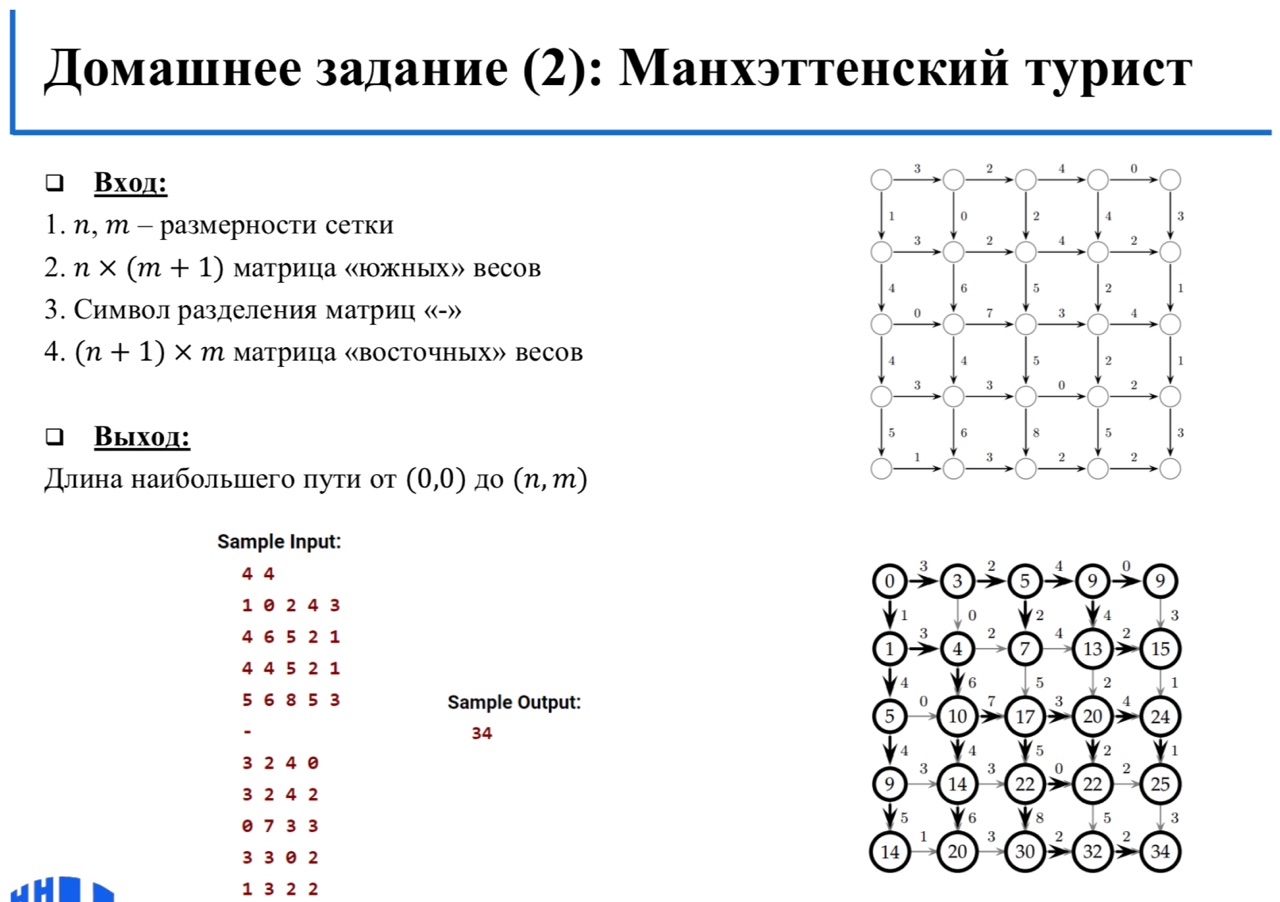 Домашнее задание (2): Манхэттенский турист
❑ Вход:
1. n, m – размерности сетки
2. n × (m + 1) матрица «южных» весов
3. Символ разделения матриц «-»
4. (n + 1) × m матрица «восточных» весов
❑ Выход:
Длина наибольшего пути от (0,0) до (n, m)
Sample Input:
4 4
1 0 2 4 3
4 6 5 2 1
4 4 5 2 1
5 6 8 5 3
-
3 2 4 0
3 2 4 2
0 7 3 3
3 3 0 2
1 3 2 2
Sample Output:
34
3 2 4 0
1 0 2 4 3
3 2 4 2
4 6 5 2 1
0 7 3 4
4 4 5 2 1
3 3 0 2
5 6 8 5 3
1 3 2 2
3 2 4 0
0 3 5 9 9
1 0 2 4 3
3 2 4 2
1 4 7 13 15
4 6 5 2 1
0 7 3 4
5 10 17 20 24
4 4 5 2 1
3 3 0 2
9 14 22 22 25
5 6 8 5 3
1 3 2 2
14 20 30 32 34